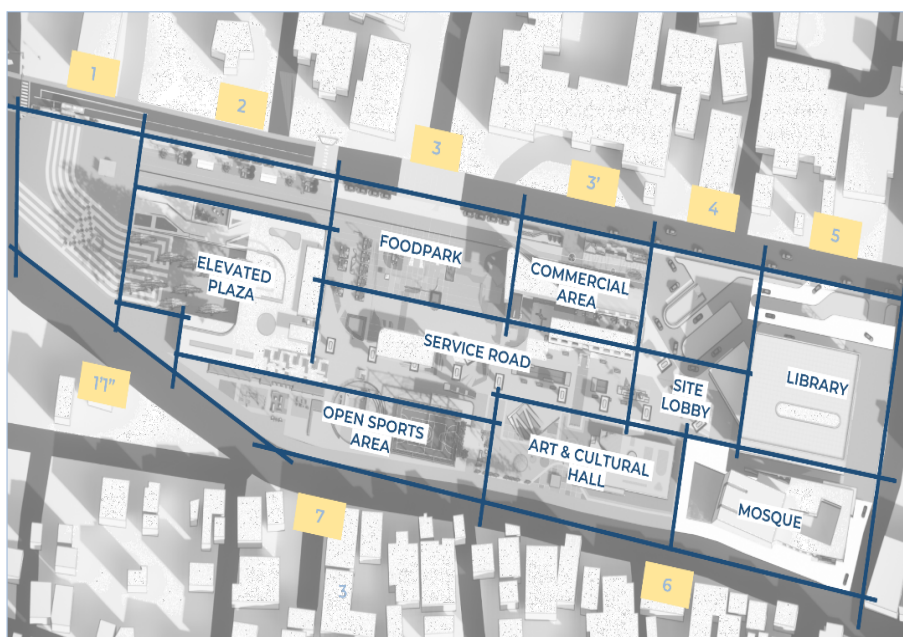 1
2
3
3'
4
5
ELEVATED
PLAZA
FOODPARK
COMMERCIAL
AREA
SERVICE ROAD
SITE
LOBBY
LIBRARY
1'1"
OPEN SPORTS
AREA
ART & CULTURAL
HALL
MOSQUE
7
3
6